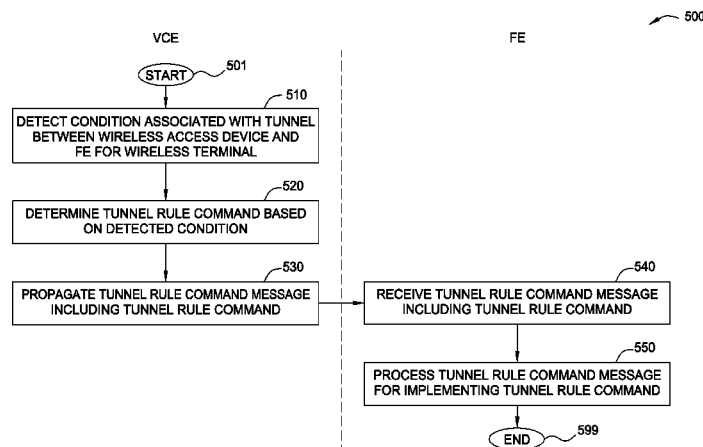 500
VCE
FE
START
501
510
DETECT CONDITION ASSOCIATED WITH TUNNEL
BETWEEN WIRELESS ACCESS DEVICE AND
FE FOR WIRELESS TERMINAL
520
DETERMINE TUNNEL RULE COMMAND BASED
ON DETECTED CONDITION
530
PROPAGATE TUNNEL RULE COMMAND MESSAGE
INCLUDING TUNNEL RULE COMMAND
540
RECEIVE TUNNEL RULE COMMAND MESSAGE
INCLUDING TUNNEL RULE COMMAND
550
PROCESS TUNNEL RULE COMMAND MESSAGE
FOR IMPLEMENTING TUNNEL RULE COMMAND
END
599